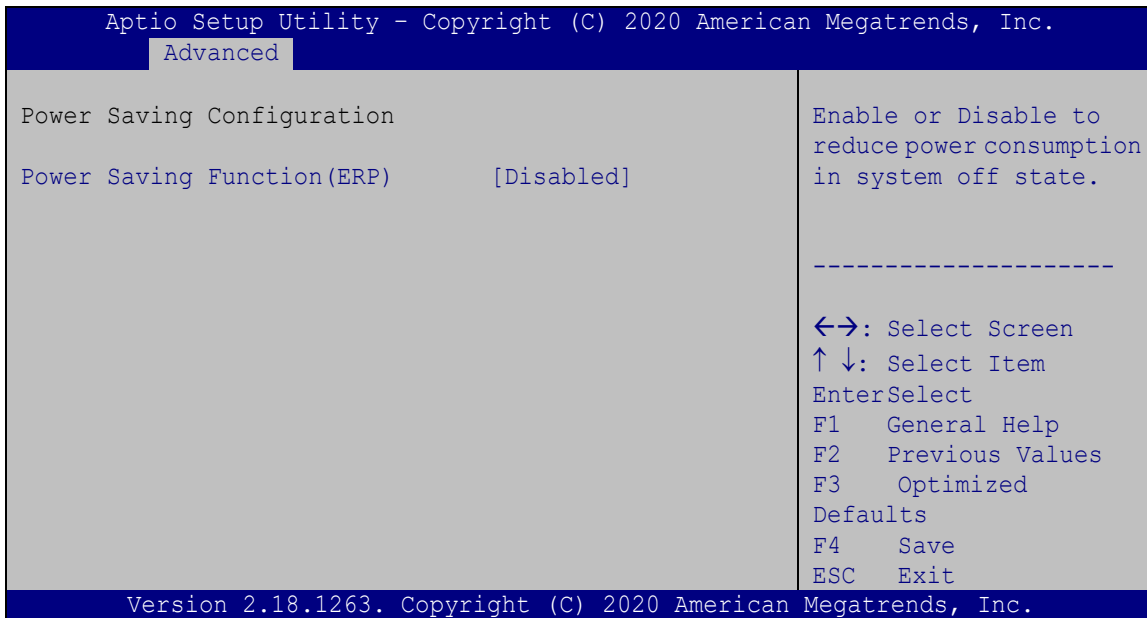 Aptio Setup Utility – Copyright (C) 2020 American Megatrends, Inc.
Advanced
Power Saving Configuration
Power Saving Function(ERP) [Disabled]
Enable or Disable to
reduce power consumption
in system off state.
---------------------
←→: Select Screen
↑ ↓: Select Item
EnterSelect
F1 General Help
F2 Previous Values
F3 Optimized
Defaults
F4 Save
ESC Exit
Version 2.18.1263. Copyright (C) 2020 American Megatrends, Inc.